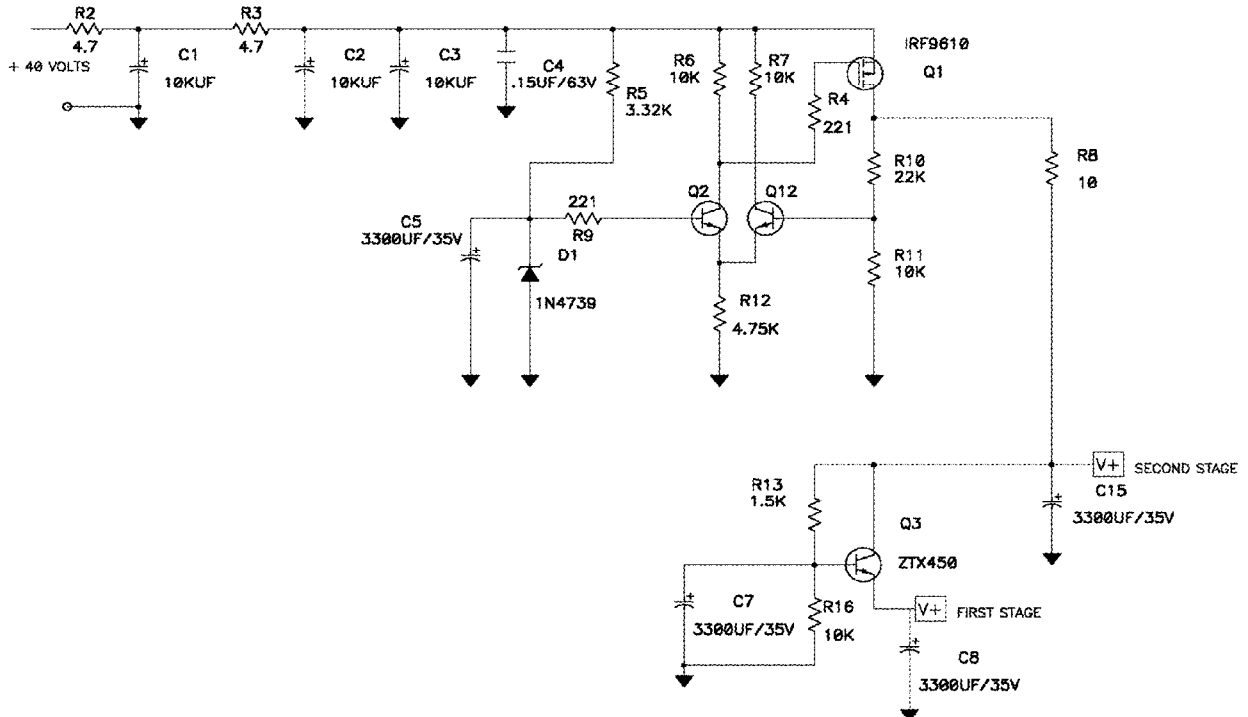 R2
4.7
+ 40 VOLTS
C1
10KUF
R3
4.7
C2
10KUF
C3
10KUF
C4
.15UF/63V
R5
3.32K
R6
10K
R7
10K
R4
221
IRF9610
Q1
R10
22K
R8
10
C5
3300UF/35V
221
R9
Q2
Q12
D1
1N4739
R11
10K
R12
4.75K
V+ SECOND STAGE
C15
3300UF/35V
R13
1.5K
Q3
ZTX450
C7
3300UF/35V
R16
10K
V+ FIRST STAGE
C8
3300UF/35V